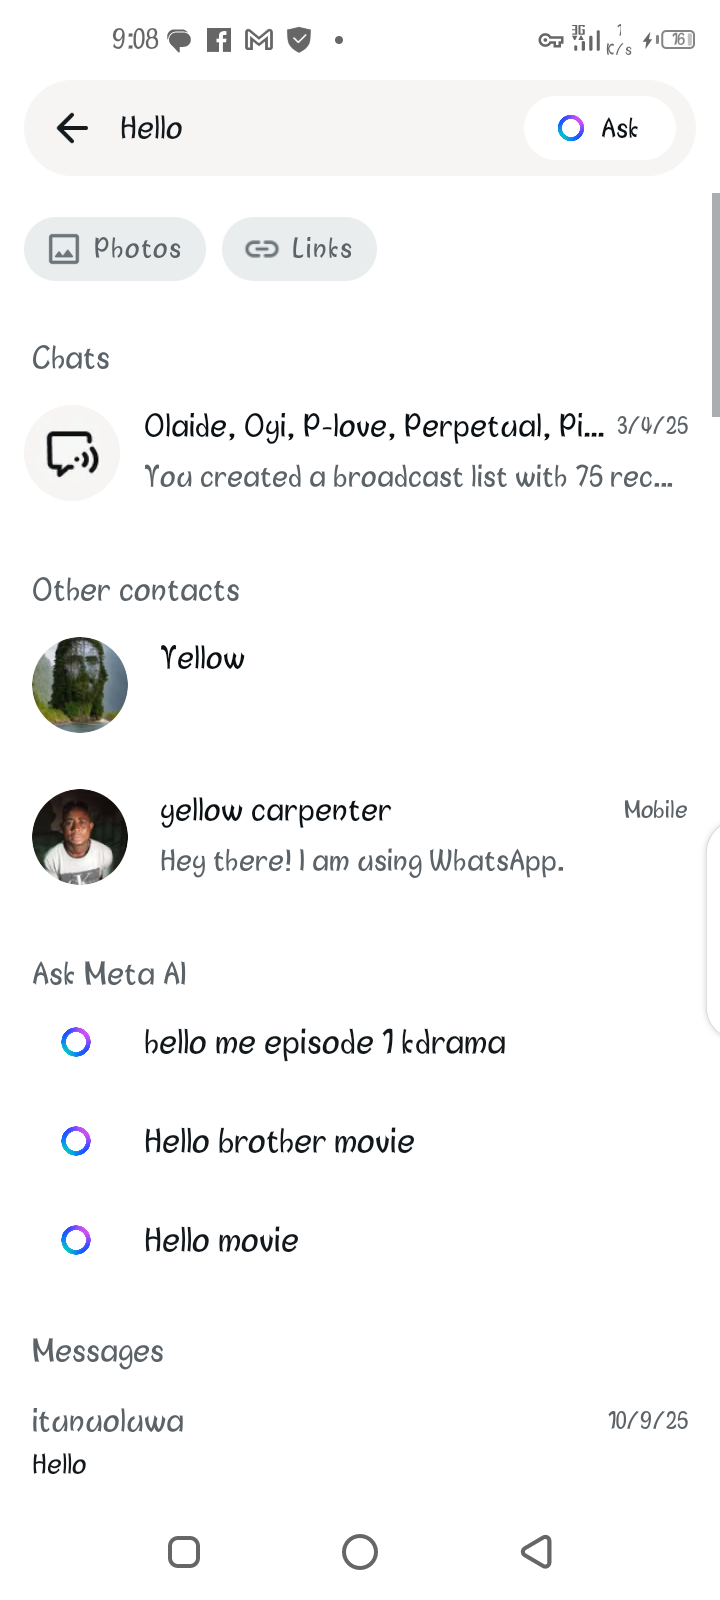 9:08
3G
1
K/s
16
Hello
Ask
Photos
Links
Chats
Olaide, Oyi, P-love, Perpetual, Pi... 3/4/25
You created a broadcast list with 75 rec...
Other contacts
Yellow
yellow carpenter Mobile
Hey there! I am using WhatsApp.
Ask Meta AI
hello me episode 1 kdrama
Hello brother movie
Hello movie
Messages
itunuoluwa 10/9/25
Hello